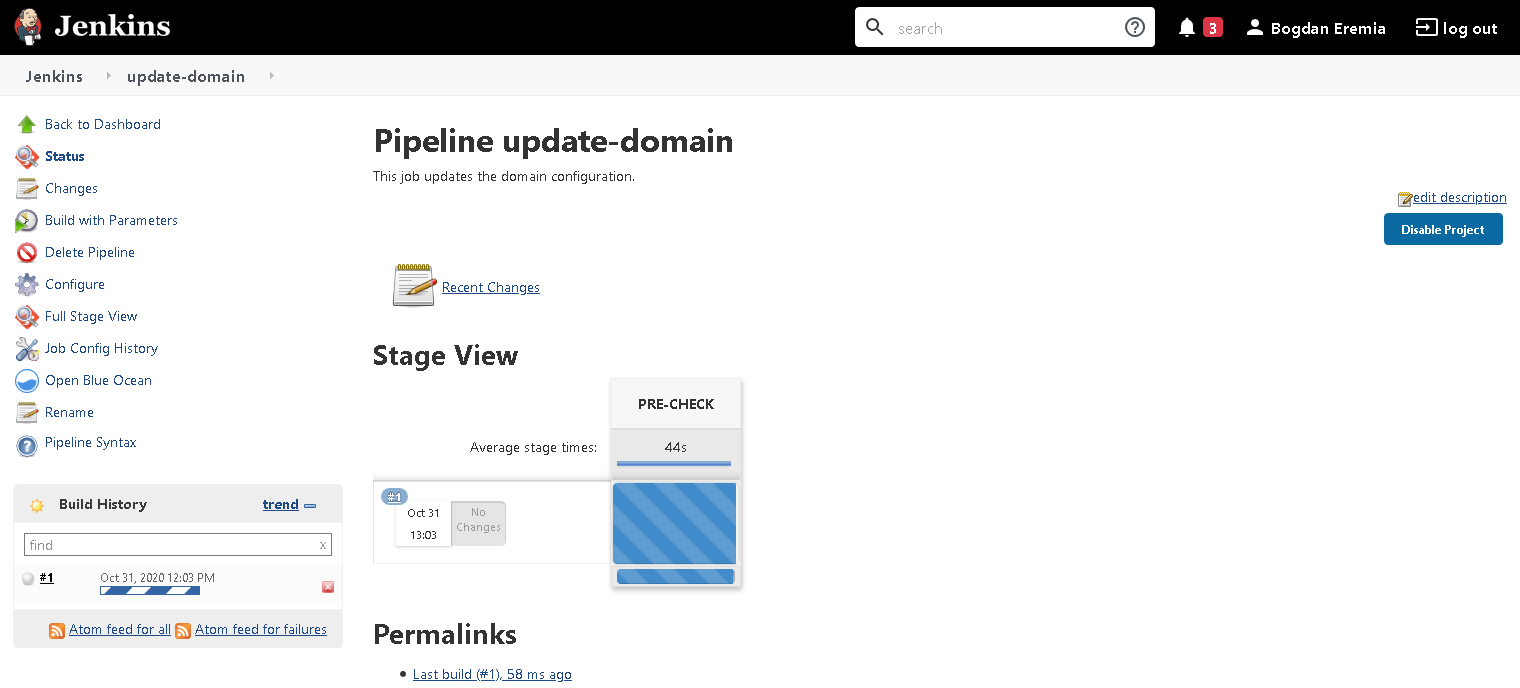 Jenkins
search
3
Bogdan Eremia
log out
Jenkins
update-domain
Back to Dashboard
Status
Changes
Build with Parameters
Delete Pipeline
Configure
Full Stage View
Job Config History
Open Blue Ocean
Rename
Pipeline Syntax
Build History
trend
find
x
#1
Oct 31, 2020 12:03 PM
Atom feed for all
Atom feed for failures
Pipeline update-domain
This job updates the domain configuration.
edit description
Disable Project
Recent Changes
Stage View
PRE-CHECK
Average stage times:
44s
#1
Oct 31
13:03
No
Changes
Permalinks
Last build (#1), 58 ms ago